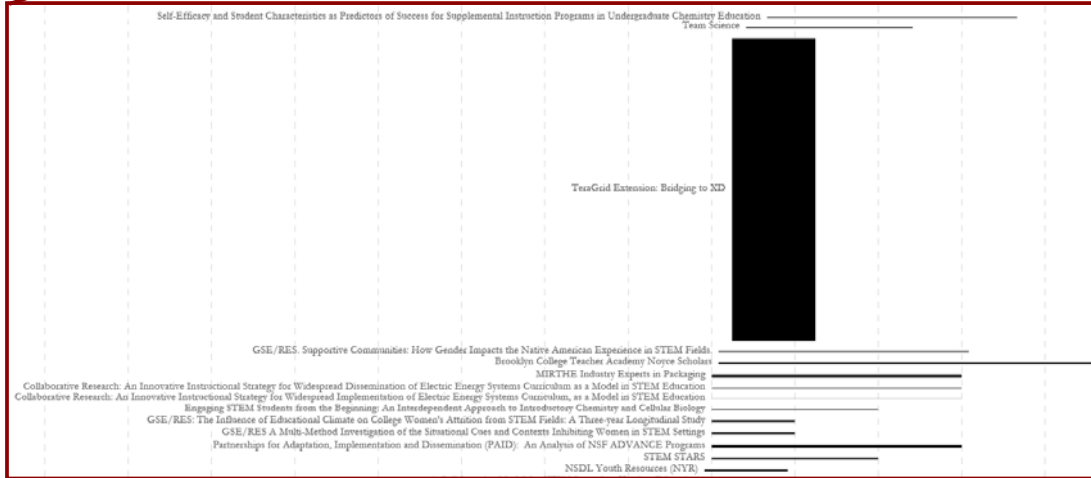 Self-Efficacy and Student Characteristics as Predictors of Success for Supplemental Instruction Programs in Undergraduate Chemistry Education
Team Science
TeraGrid Extension: Bridging to XD
GSE/RES. Supportive Communities: How Gender Impacts the Native American Experience in STEM Fields.
Brooklyn College Teacher Academy Noyce Scholars
MIRTHE Industry Experts in Packaging
Collaborative Research: An Innovative Instructional Strategy for Widespread Dissemination of Electric Energy Systems Curriculum as a Model in STEM Education
Collaborative Research: An Innovative Instructional Strategy for Widespread Implementation of Electric Energy Systems Curriculum, as a Model in STEM Education
Engaging STEM Students from the Beginning: An Interdependent Approach to Introductory Chemistry and Cellular Biology
GSE/RES: The Influence of Educational Climate on College Women's Attrition from STEM Fields: A Three-year Longitudinal Study
GSE/RES A Multi-Method Investigation of the Situational Cues and Contexts Inhibiting Women in STEM Settings
Partnerships for Adaptation, Implementation and Dissemination (PAID): An Analysis of NSF ADVANCE Programs
STEM STARS
NSDL Youth Resources (NYR)